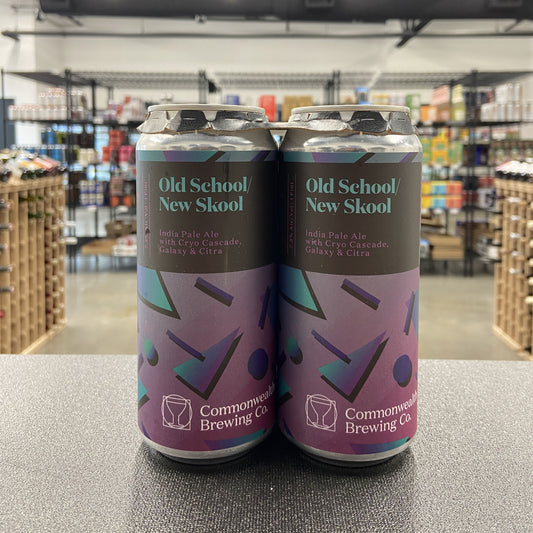 Old School/
New Skool
India Pale Ale
with Cryo Cascade,
Galaxy & Citra
Commonwealth
Brewing Co.
Old School/
New Skool
India Pale Ale
with Cryo Cascade,
Galaxy & Citra
Commonwealth
Brewing Co.